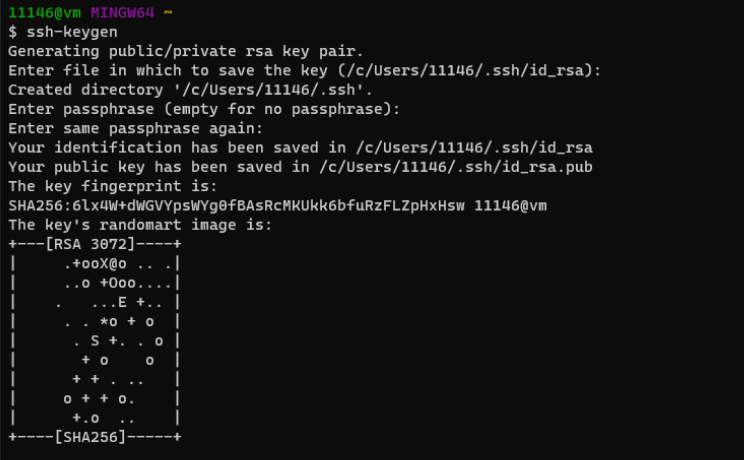 11146@vm MINGW64 ~
$ ssh-keygen
Generating public/private rsa key pair.
Enter file in which to save the key (/c/Users/11146/.ssh/id_rsa):
Created directory '/c/Users/11146/.ssh'.
Enter passphrase (empty for no passphrase):
Enter same passphrase again:
Your identification has been saved in /c/Users/11146/.ssh/id_rsa
Your public key has been saved in /c/Users/11146/.ssh/id_rsa.pub
The key fingerprint is:
SHA256:6lx4W+dWGVYpsWYg0fBAsRcMKUkk6bfuRzFLZpHxHsw 11146@vm
The key's randomart image is:
+---[RSA 3072]----+
|     .+ooX@o .. .|
|     ..o +Ooo....|
|    .   ...E +.. |
|     . . *o + o  |
|      . S +. . o |
|       + o    o  |
|      + + . ..   |
|     o + + o.    |
|      +.o  ..    |
+----[SHA256]-----+